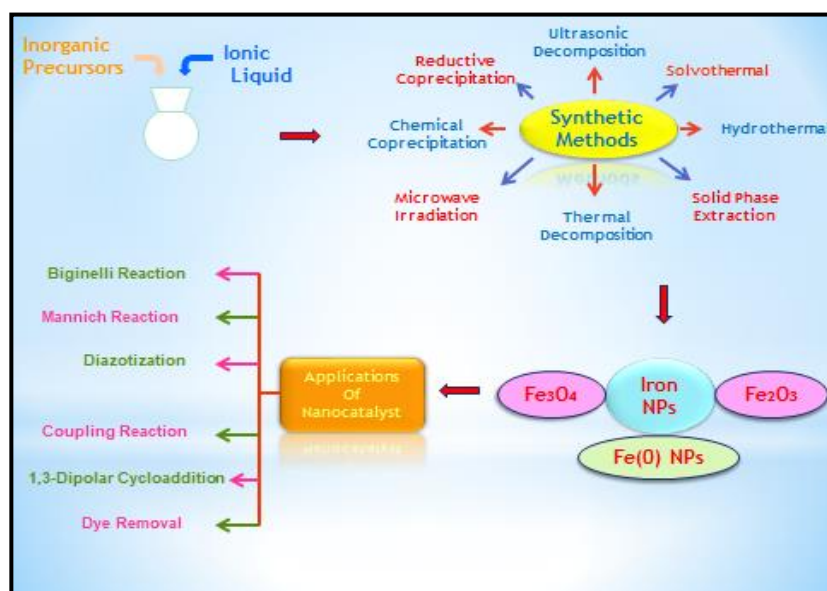 Inorganic
Precursors
Ionic
Liquid
Ultrasonic
Decomposition
Reductive
Coprecipitation
Solvothermal
Chemical
Coprecipitation
Synthetic
Methods
Hydrothermal
Microwave
Irradiation
Thermal
Decomposition
Solid Phase
Extraction
Biginelli Reaction
Mannich Reaction
Diazotization
Coupling Reaction
1,3-Dipolar Cycloaddition
Dye Removal
Applications
Of
Nanocatalyst
Fe₃O₄
Iron
NPs
Fe₂O₃
Fe(0) NPs